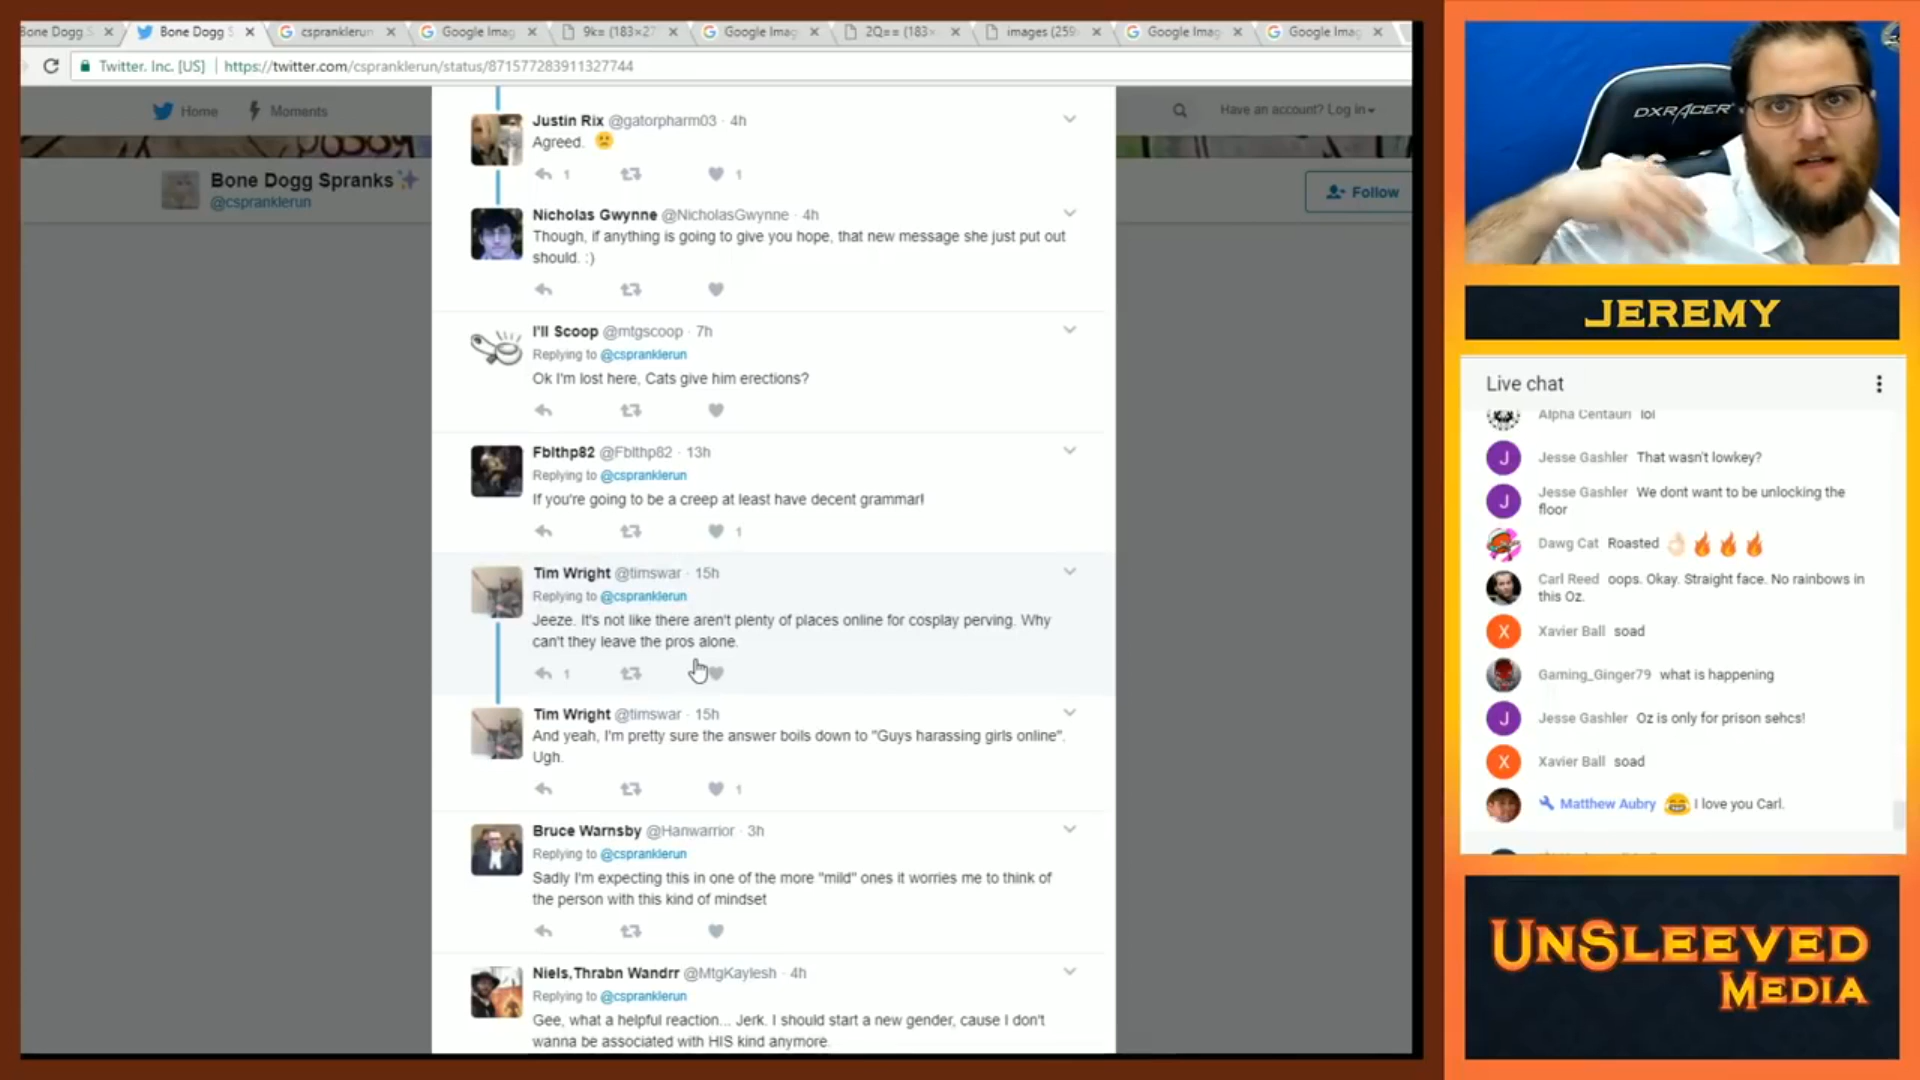 Bone Dogg S
Bone Dogg S
cspranklerun
Google Imag
9k= (183×27
Google Imag
2Q== (183×
images (259
Google Imag
Google Imag
Twitter, Inc. [US] | https://twitter.com/cspranklerun/status/871577283911327744
Home
Moments
Have an account? Log in
Bone Dogg Spranks
@cspranklerun
Follow
Justin Rix @gatorpharm03 · 4h
Agreed. 🙁
1
1
Nicholas Gwynne @NicholasGwynne · 4h
Though, if anything is going to give you hope, that new message she just put out
should. :)
I'll Scoop @mtgscoop · 7h
Replying to @cspranklerun
Ok I'm lost here, Cats give him erections?
Fblthp82 @Fblthp82 · 13h
Replying to @cspranklerun
If you're going to be a creep at least have decent grammar!
1
Tim Wright @timswar · 15h
Replying to @cspranklerun
Jeeze. It's not like there aren't plenty of places online for cosplay perving. Why
can't they leave the pros alone.
1
Tim Wright @timswar · 15h
And yeah, I'm pretty sure the answer boils down to "Guys harassing girls online".
Ugh.
1
Bruce Warnsby @Hanwarrior · 3h
Replying to @cspranklerun
Sadly I'm expecting this in one of the more "mild" ones it worries me to think of
the person with this kind of mindset
Niels,Thrabn Wandrr @MtgKaylesh · 4h
Replying to @cspranklerun
Gee, what a helpful reaction... Jerk. I should start a new gender, cause I don't
wanna be associated with HIS kind anymore.
DXRACER
JEREMY
Live chat
Alpha Centauri lol
J
Jesse Gashler That wasn't lowkey?
J
Jesse Gashler We dont want to be unlocking the
floor
Dawg Cat Roasted 👌🏻🔥🔥🔥
Carl Reed oops. Okay. Straight face. No rainbows in
this Oz.
X
Xavier Ball soad
Gaming_Ginger79 what is happening
J
Jesse Gashler Oz is only for prison sehcs!
X
Xavier Ball soad
Matthew Aubry 😂 I love you Carl.
UNSLEEVED
MEDIA